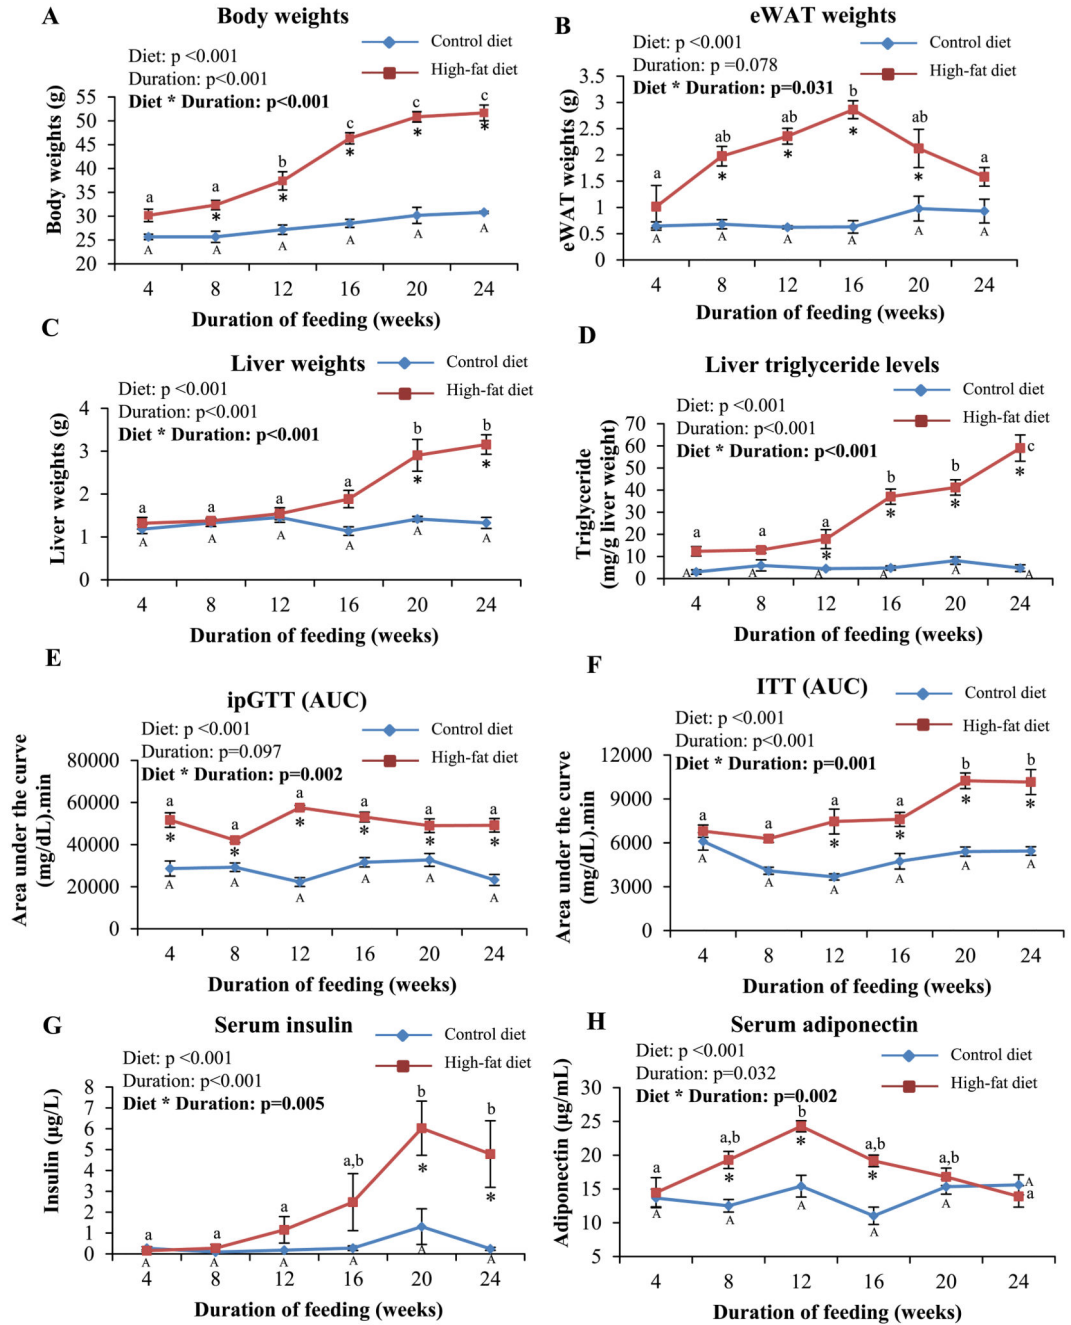 A
Body weights
Diet: p <0.001
Duration: p<0.001
Diet * Duration: p<0.001
Control diet
High-fat diet
Body weights (g)
55
50
45
40
35
30
25
20
a
a
b
c
c
c
*
*
*
*
*
A
A
A
A
A
A
4
8
12
16
20
24
Duration of feeding (weeks)
B
eWAT weights
Diet: p <0.001
Duration: p =0.078
Diet * Duration: p=0.031
Control diet
High-fat diet
eWAT weights (g)
3.5
3
2.5
2
1.5
1
0.5
0
a
ab
ab
b
ab
a
*
*
*
*
A
A
A
A
A
A
4
8
12
16
20
24
Duration of feeding (weeks)
C
Liver weights
Diet: p <0.001
Duration: p<0.001
Diet * Duration: p<0.001
Control diet
High-fat diet
Liver weights (g)
4
3
2
1
0
a
a
a
a
b
b
*
*
A
A
A
A
A
A
4
8
12
16
20
24
Duration of feeding (weeks)
D
Liver triglyceride levels
Diet: p <0.001
Duration: p<0.001
Diet * Duration: p<0.001
Control diet
High-fat diet
Triglyceride
(mg/g liver weight)
70
60
50
40
30
20
10
0
a
a
a
b
b
c
*
*
*
*
A
A
A
A
A
A
4
8
12
16
20
24
Duration of feeding (weeks)
E
ipGTT (AUC)
Diet: p <0.001
Duration: p=0.097
Diet * Duration: p=0.002
Control diet
High-fat diet
Area under the curve
(mg/dL).min
80000
60000
40000
20000
0
a
a
a
a
a
a
*
*
*
*
*
*
A
A
A
A
A
A
4
8
12
16
20
24
Duration of feeding (weeks)
F
ITT (AUC)
Diet: p <0.001
Duration: p<0.001
Diet * Duration: p=0.001
Control diet
High-fat diet
Area under the curve
(mg/dL).min
12000
9000
6000
3000
0
a
a
a
a
b
b
*
*
*
*
A
A
A
A
A
A
4
8
12
16
20
24
Duration of feeding (weeks)
G
Serum insulin
Diet: p <0.001
Duration: p<0.001
Diet * Duration: p=0.005
Control diet
High-fat diet
Insulin (µg/L)
8
7
6
5
4
3
2
1
0
a
a
a
a,b
b
b
*
*
A
A
A
A
A
A
4
8
12
16
20
24
Duration of feeding (weeks)
H
Serum adiponectin
Diet: p <0.001
Duration: p=0.032
Diet * Duration: p=0.002
Control diet
High-fat diet
Adiponectin (µg/mL)
30
25
20
15
10
5
a
a,b
b
a,b
a,b
a
*
*
*
A
A
A
A
A
A
4
8
12
16
20
24
Duration of feeding (weeks)